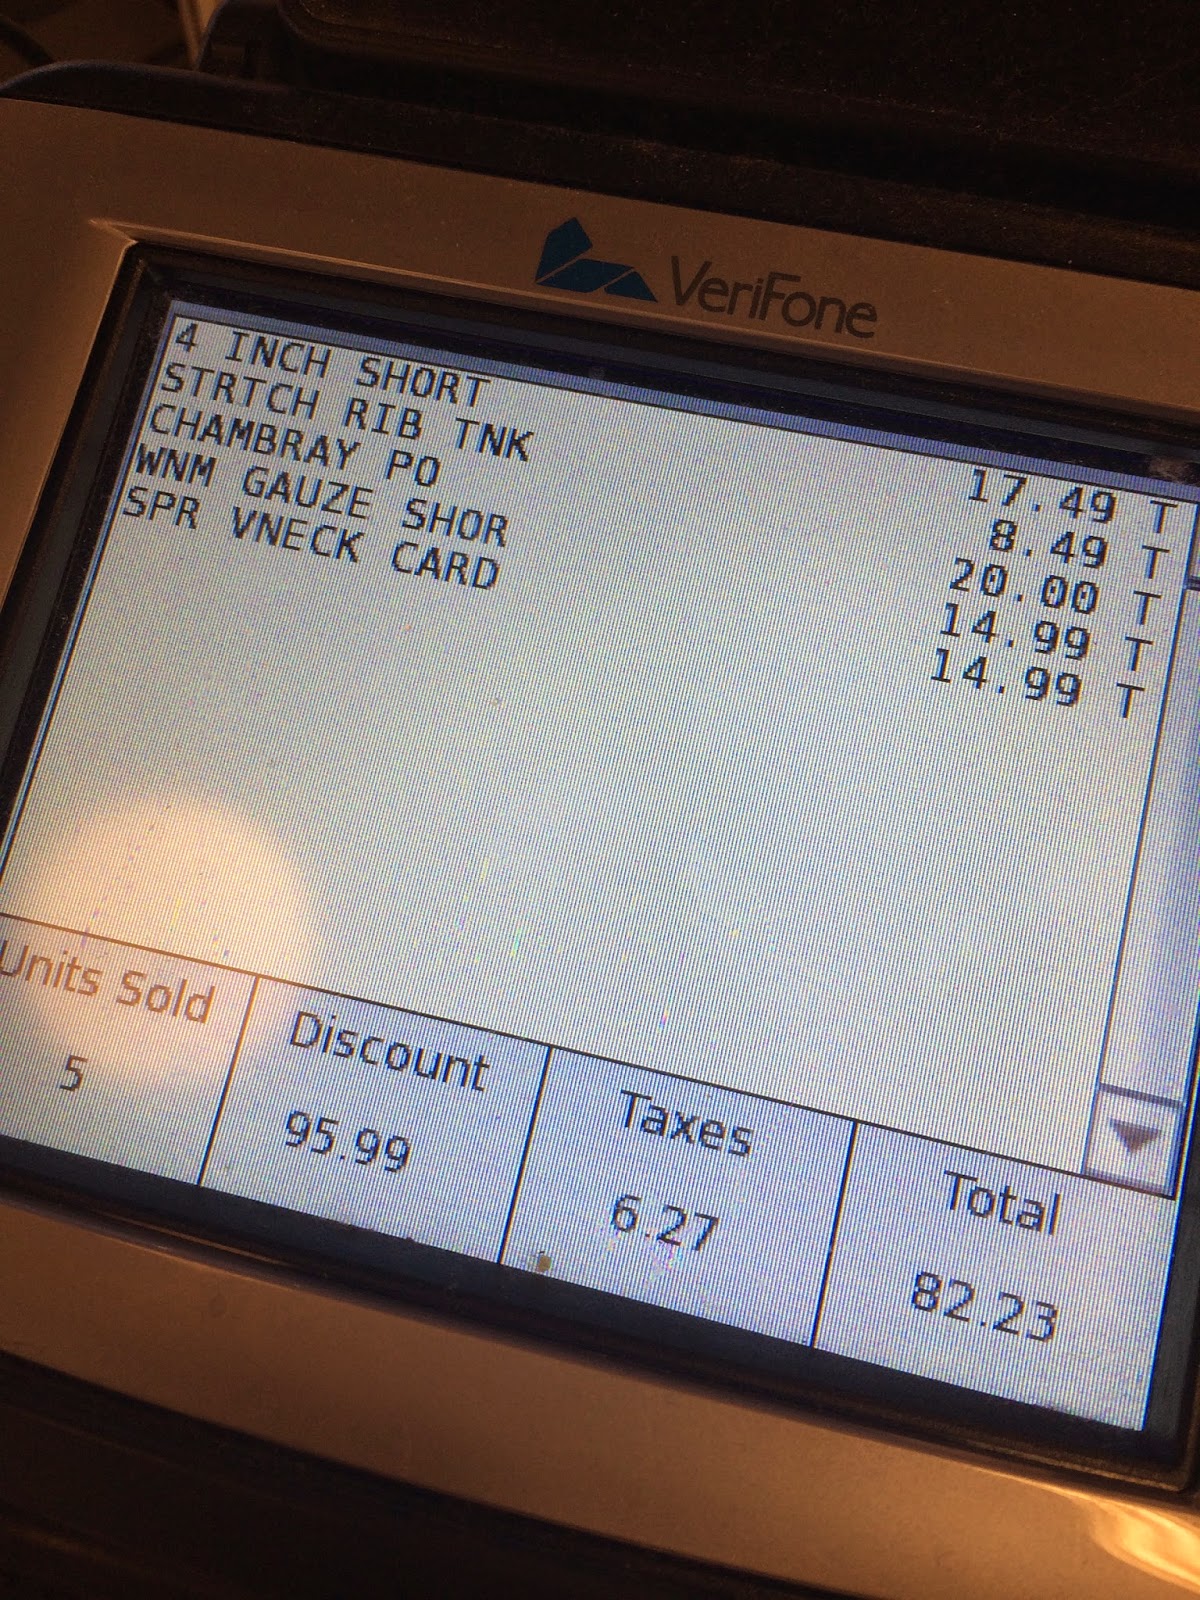 VeriFone
4 INCH SHORT 17.49 T
STRTCH RIB TNK 8.49 T
CHAMBRAY PO 20.00 T
WNM GAUZE SHOR 14.99 T
SPR VNECK CARD 14.99 T
Units Sold Discount Taxes Total
5 95.99 6.27 82.23